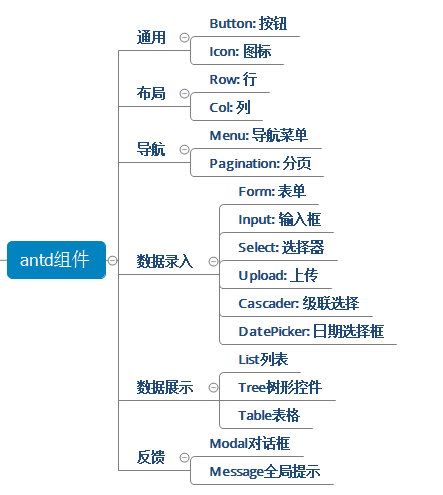 antd组件
通用
Button: 按钮
Icon: 图标
布局
Row: 行
Col: 列
导航
Menu: 导航菜单
Pagination: 分页
数据录入
Form: 表单
Input: 输入框
Select: 选择器
Upload: 上传
Cascader: 级联选择
DatePicker: 日期选择框
数据展示
List列表
Tree树形控件
Table表格
反馈
Modal对话框
Message全局提示